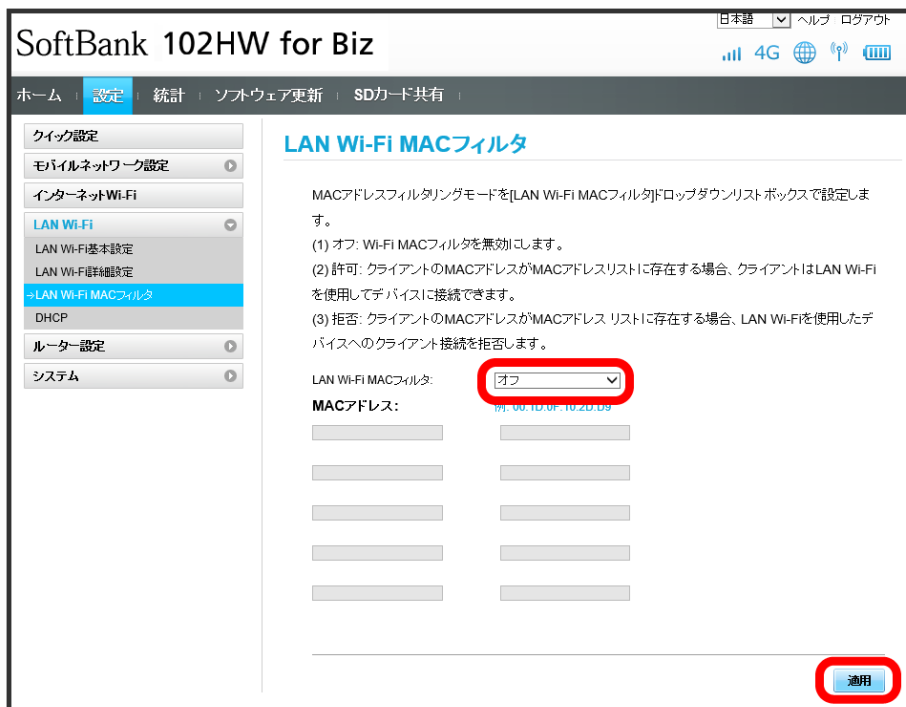 日本語 ヘルプ ログアウト
SoftBank 102HW for Biz
4G
ホーム 設定 統計 ソフトウェア更新 SDカード共有
クイック設定
モバイルネットワーク設定
インターネットWi-Fi
LAN Wi-Fi
LAN Wi-Fi基本設定
LAN Wi-Fi詳細設定
→LAN Wi-Fi MACフィルタ
DHCP
ルーター設定
システム
LAN Wi-Fi MACフィルタ
MACアドレスフィルタリングモードを[LAN Wi-Fi MACフィルタ]ドロップダウンリストボックスで設定しま
す。
(1) オフ: Wi-Fi MACフィルタを無効にします。
(2) 許可: クライアントのMACアドレスがMACアドレスリストに存在する場合、クライアントはLAN Wi-Fi
を使用してデバイスに接続できます。
(3) 拒否: クライアントのMACアドレスがMACアドレス リストに存在する場合、LAN Wi-Fiを使用したデ
バイスへのクライアント接続を拒否します。
LAN Wi-Fi MACフィルタ: オフ
MACアドレス: 例: 00:1D:0F:10:2D:D9
適用